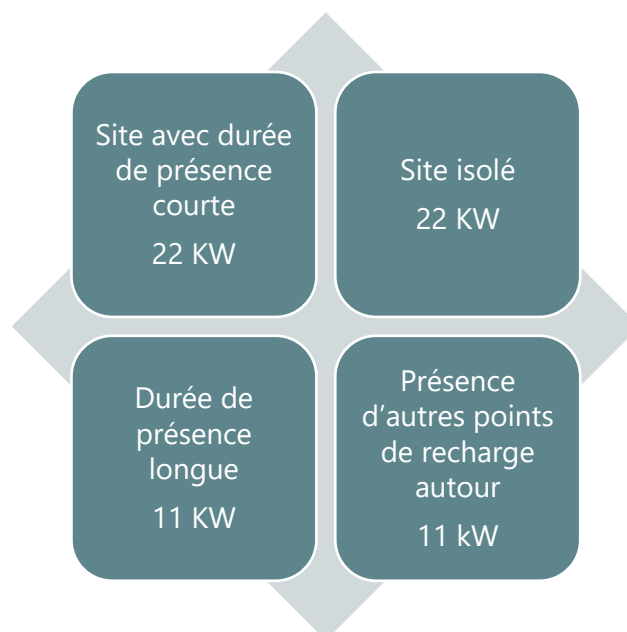 Site avec durée
de présence
courte
22 KW
Site isolé
22 KW
Durée de
présence
longue
11 KW
Présence
d’autres points
de recharge
autour
11 kW